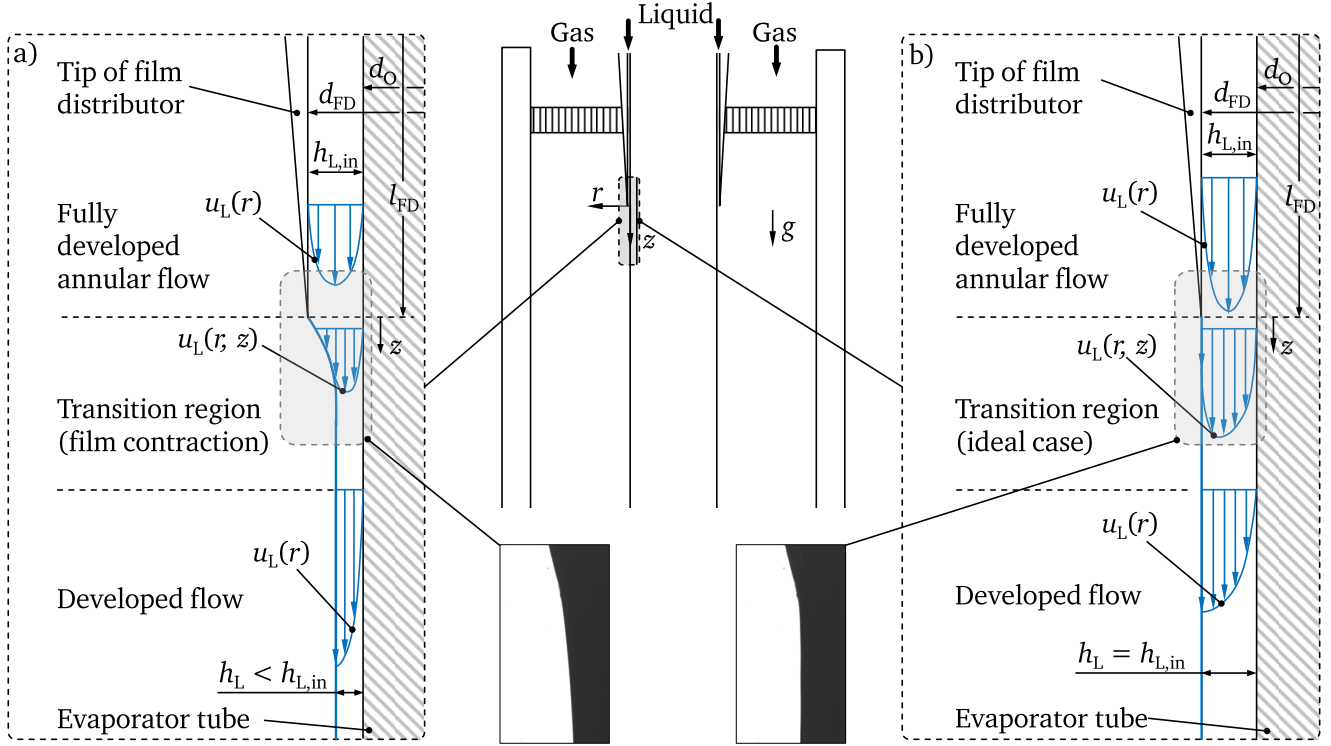 a)
Tip of film
distributor
d_O
d_FD
h_L,in
l_FD
u_L(r)
Fully
developed
annular flow
u_L(r, z)
z
Transition region
(film contraction)
u_L(r)
Developed flow
h_L < h_L,in
Evaporator tube
Liquid
Gas
Gas
r
z
g
b)
Tip of film
distributor
d_O
d_FD
h_L,in
l_FD
u_L(r)
Fully
developed
annular flow
u_L(r, z)
z
Transition region
(ideal case)
u_L(r)
Developed flow
h_L = h_L,in
Evaporator tube